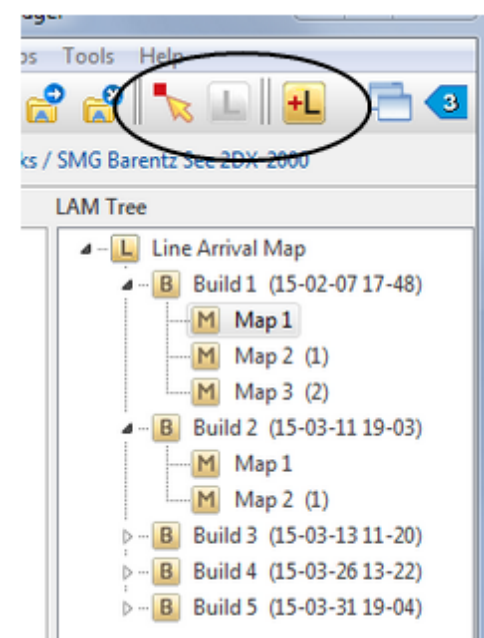 Tools Help
L +L 3
ks / SMG Barentz See 2DX-2000
LAM Tree
L Line Arrival Map
B Build 1 (15-02-07 17-48)
M Map 1
M Map 2 (1)
M Map 3 (2)
B Build 2 (15-03-11 19-03)
M Map 1
M Map 2 (1)
B Build 3 (15-03-13 11-20)
B Build 4 (15-03-26 13-22)
B Build 5 (15-03-31 19-04)